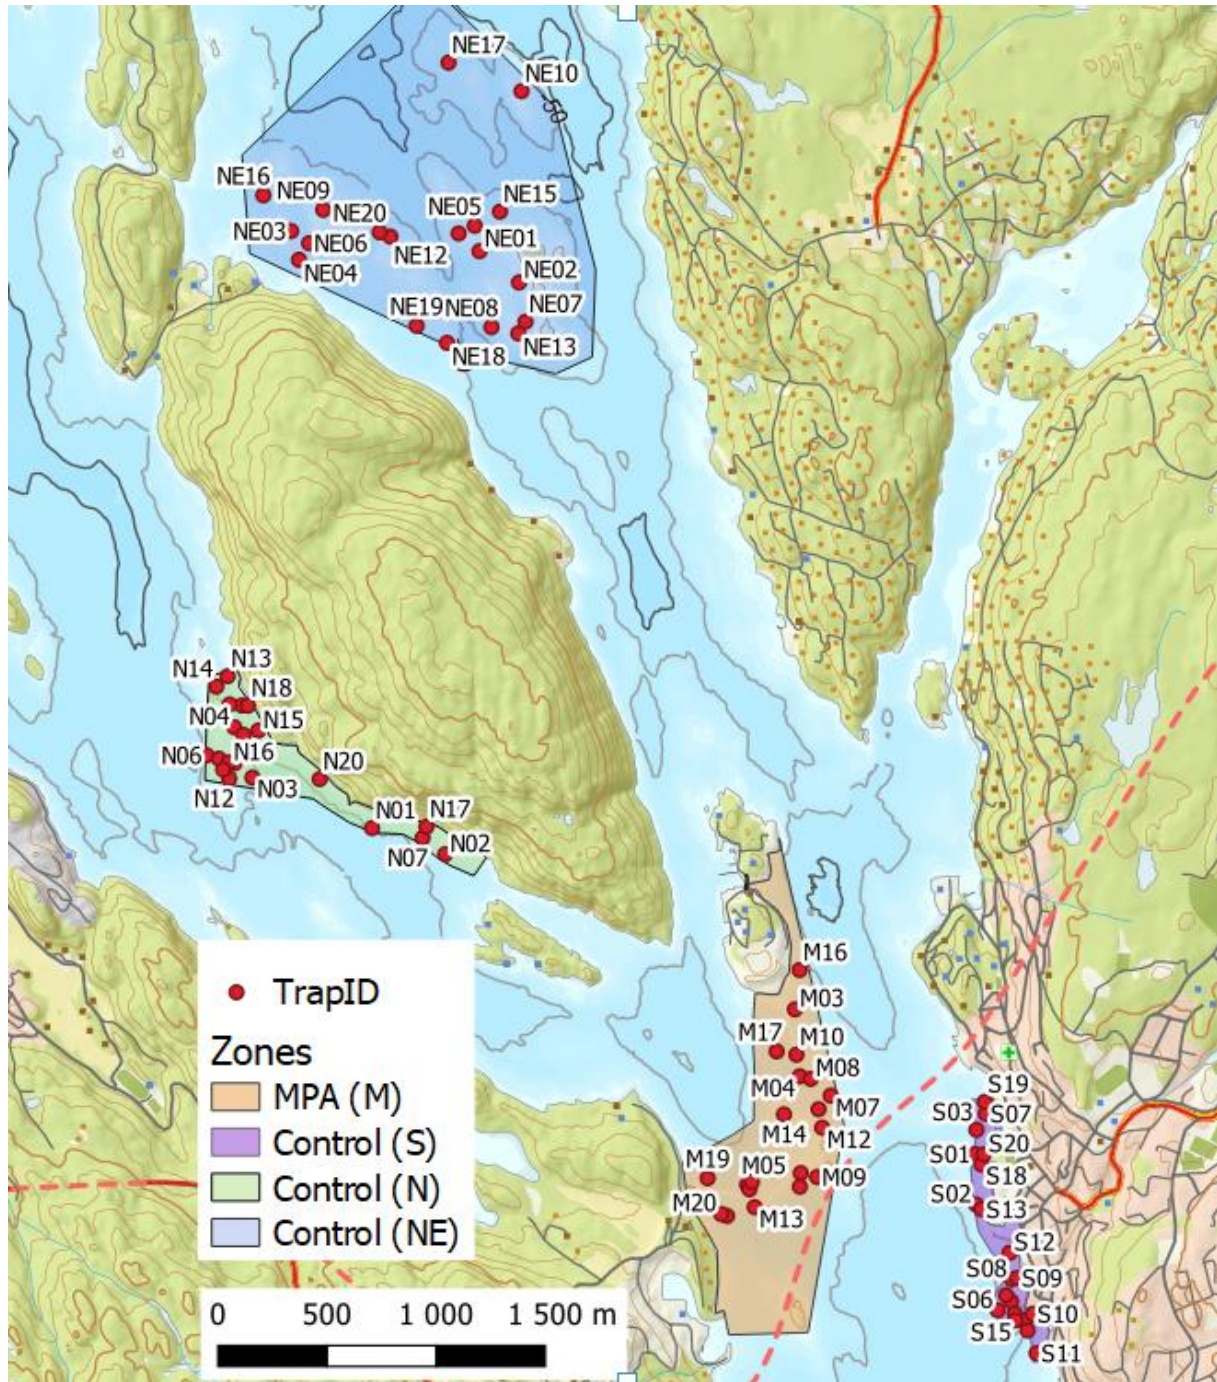 NE17
NE10
50
NE16
NE09
NE15
NE05
NE20
NE03
NE01
NE06
NE12
NE04
NE02
NE19
NE08
NE07
NE18
NE13
N13
N14
N18
N04
N15
N06
N16
N20
N12
N03
N01
N17
N07
N02
M16
M03
M17
M10
M08
M04
M07
M14
M12
M19
M05
M09
M20
M13
S19
S03
S07
S01
S20
S18
S02
S13
S12
S08
S09
S06
S10
S15
S11
TrapID
Zones
MPA (M)
Control (S)
Control (N)
Control (NE)
0 500 1 000 1 500 m